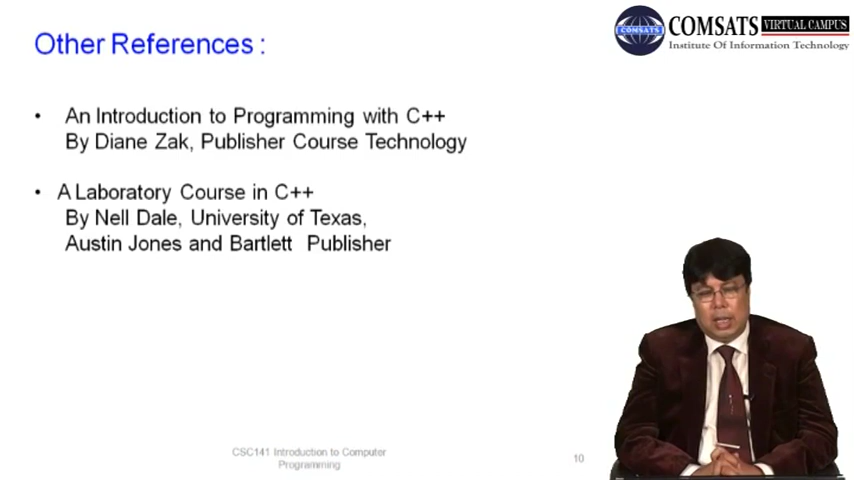 Other References :
COMSATS VIRTUAL CAMPUS
Institute Of Information Technology
COMSATS
• An Introduction to Programming with C++
By Diane Zak, Publisher Course Technology
• A Laboratory Course in C++
By Nell Dale, University of Texas,
Austin Jones and Bartlett Publisher
CSC141 Introduction to Computer
Programming
10